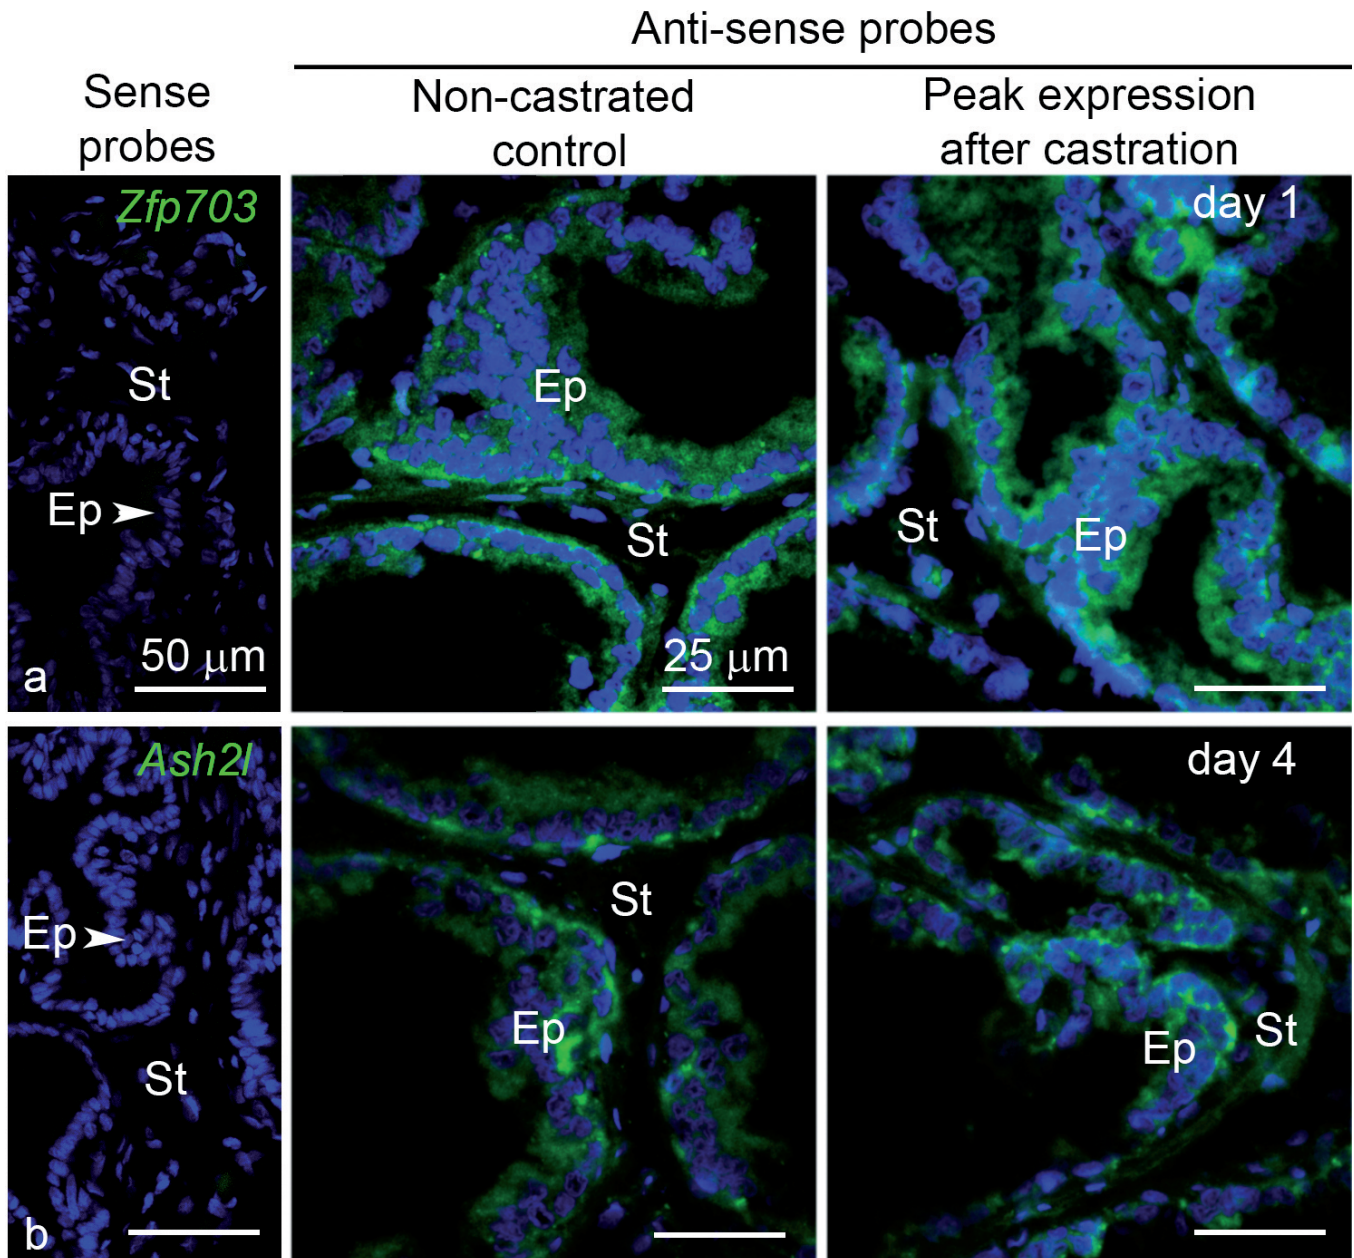 Anti-sense probes
Sense
probes
Non-castrated
control
Peak expression
after castration
Zfp703
St
Ep
50 μm
a
Ep
St
25 μm
day 1
St
Ep
Ash2l
Ep
St
b
St
Ep
day 4
Ep
St